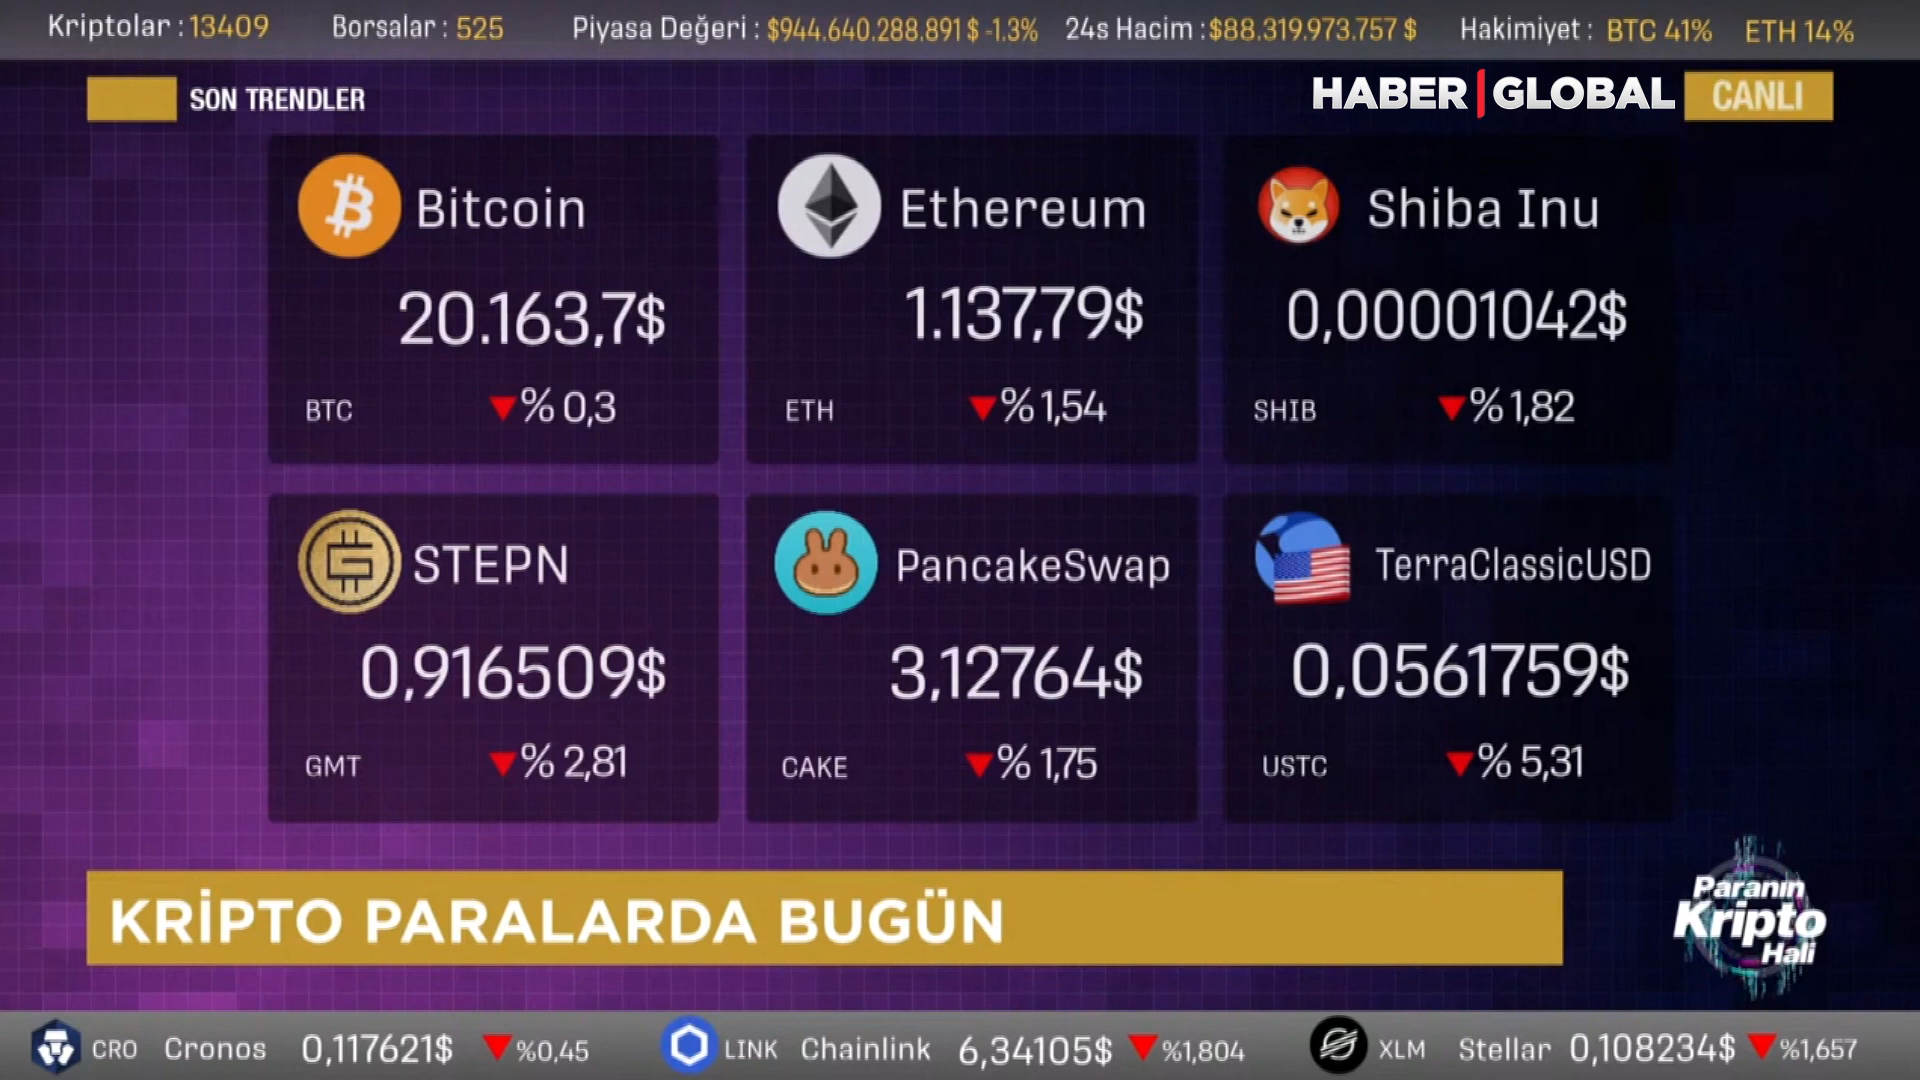 Kriptolar : 13409 Borsalar : 525 Piyasa Değeri : $944.640.288.891 $ -1.3% 24s Hacim : $88.319.973.757 $ Hakimiyet : BTC 41% ETH 14%
SON TRENDLER
HABER GLOBAL CANLI
Bitcoin
20.163,7$
BTC % 0,3
Ethereum
1.137,79$
ETH % 1,54
Shiba Inu
0,00001042$
SHIB % 1,82
STEPN
0,916509$
GMT % 2,81
PancakeSwap
3,12764$
CAKE % 1,75
TerraClassicUSD
0,0561759$
USTC % 5,31
KRİPTO PARALARDA BUGÜN
Paranın
Kripto
Hali
CRO Cronos 0,117621$ %0,45 LINK Chainlink 6,34105$ %1,804 XLM Stellar 0,108234$ %1,657